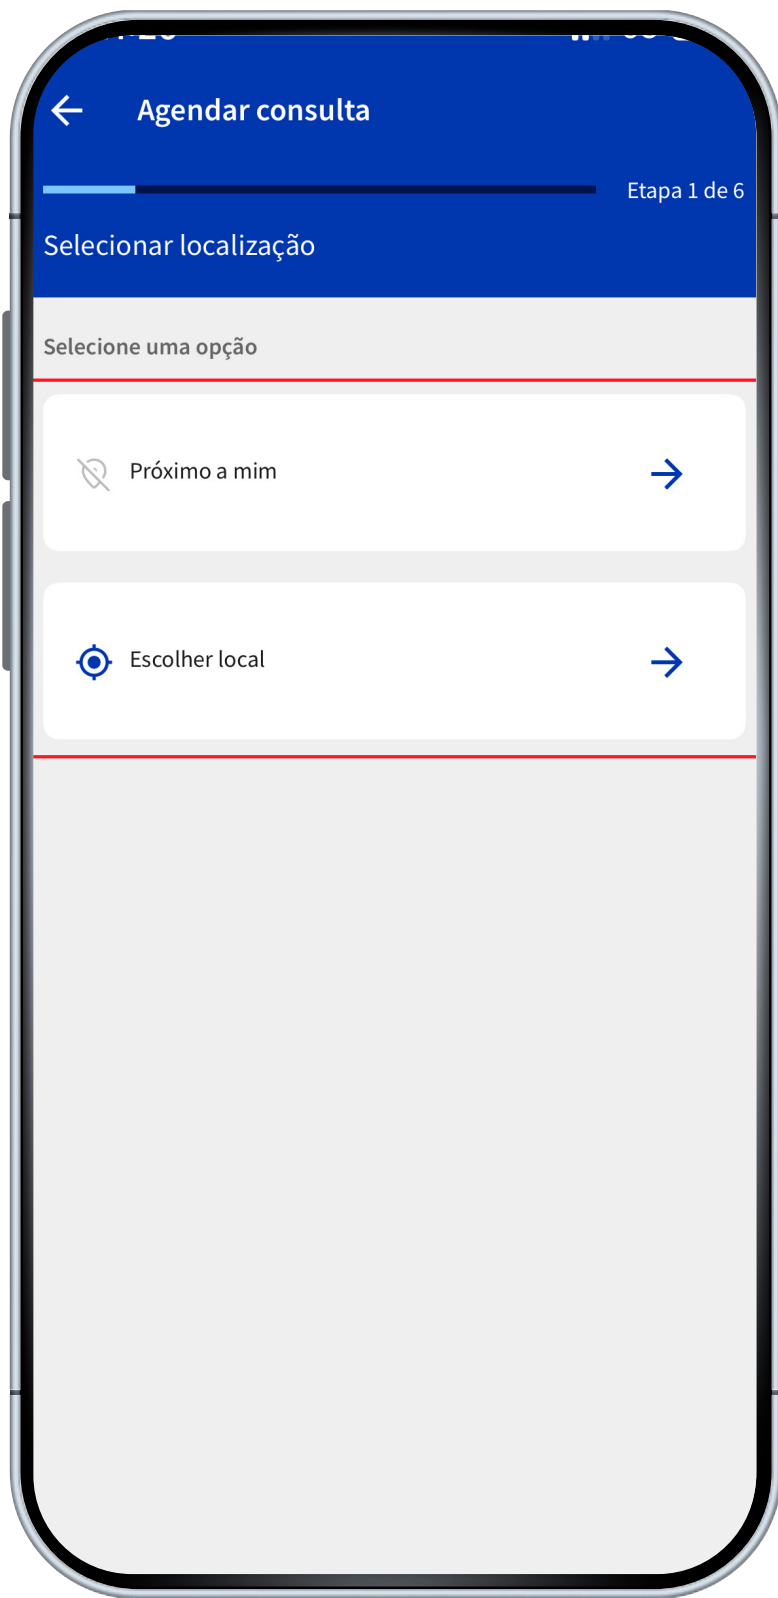 Agendar consulta
Etapa 1 de 6
Selecionar localização
Selecione uma opção
Próximo a mim
Escolher local